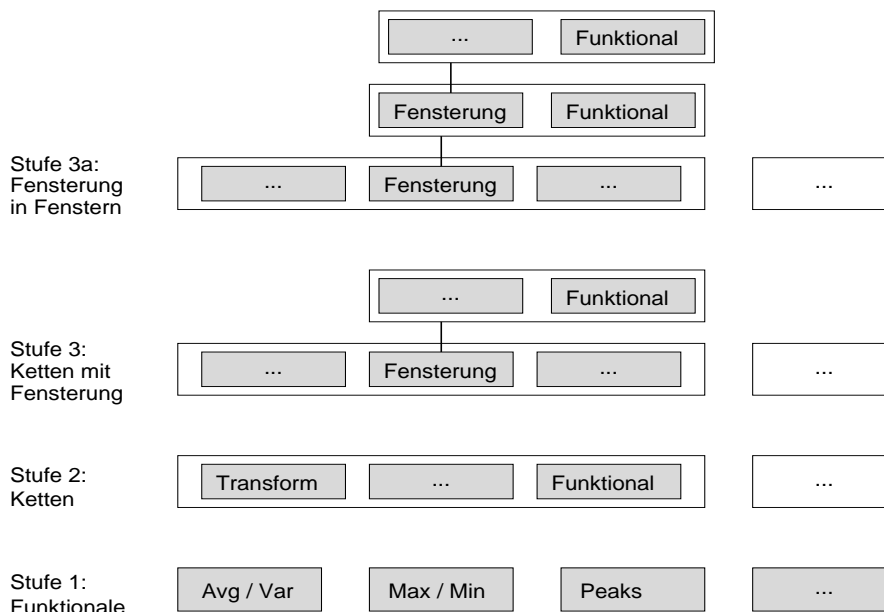 ... Funktional
Fensterung Funktional
Stufe 3a:
Fensterung
in Fenstern
... Fensterung ... ...
... Funktional
Stufe 3:
Ketten mit
Fensterung
... Fensterung ... ...
Stufe 2:
Ketten
Transform ... Funktional ...
Stufe 1:
Funktionale
Avg / Var Max / Min Peaks ...